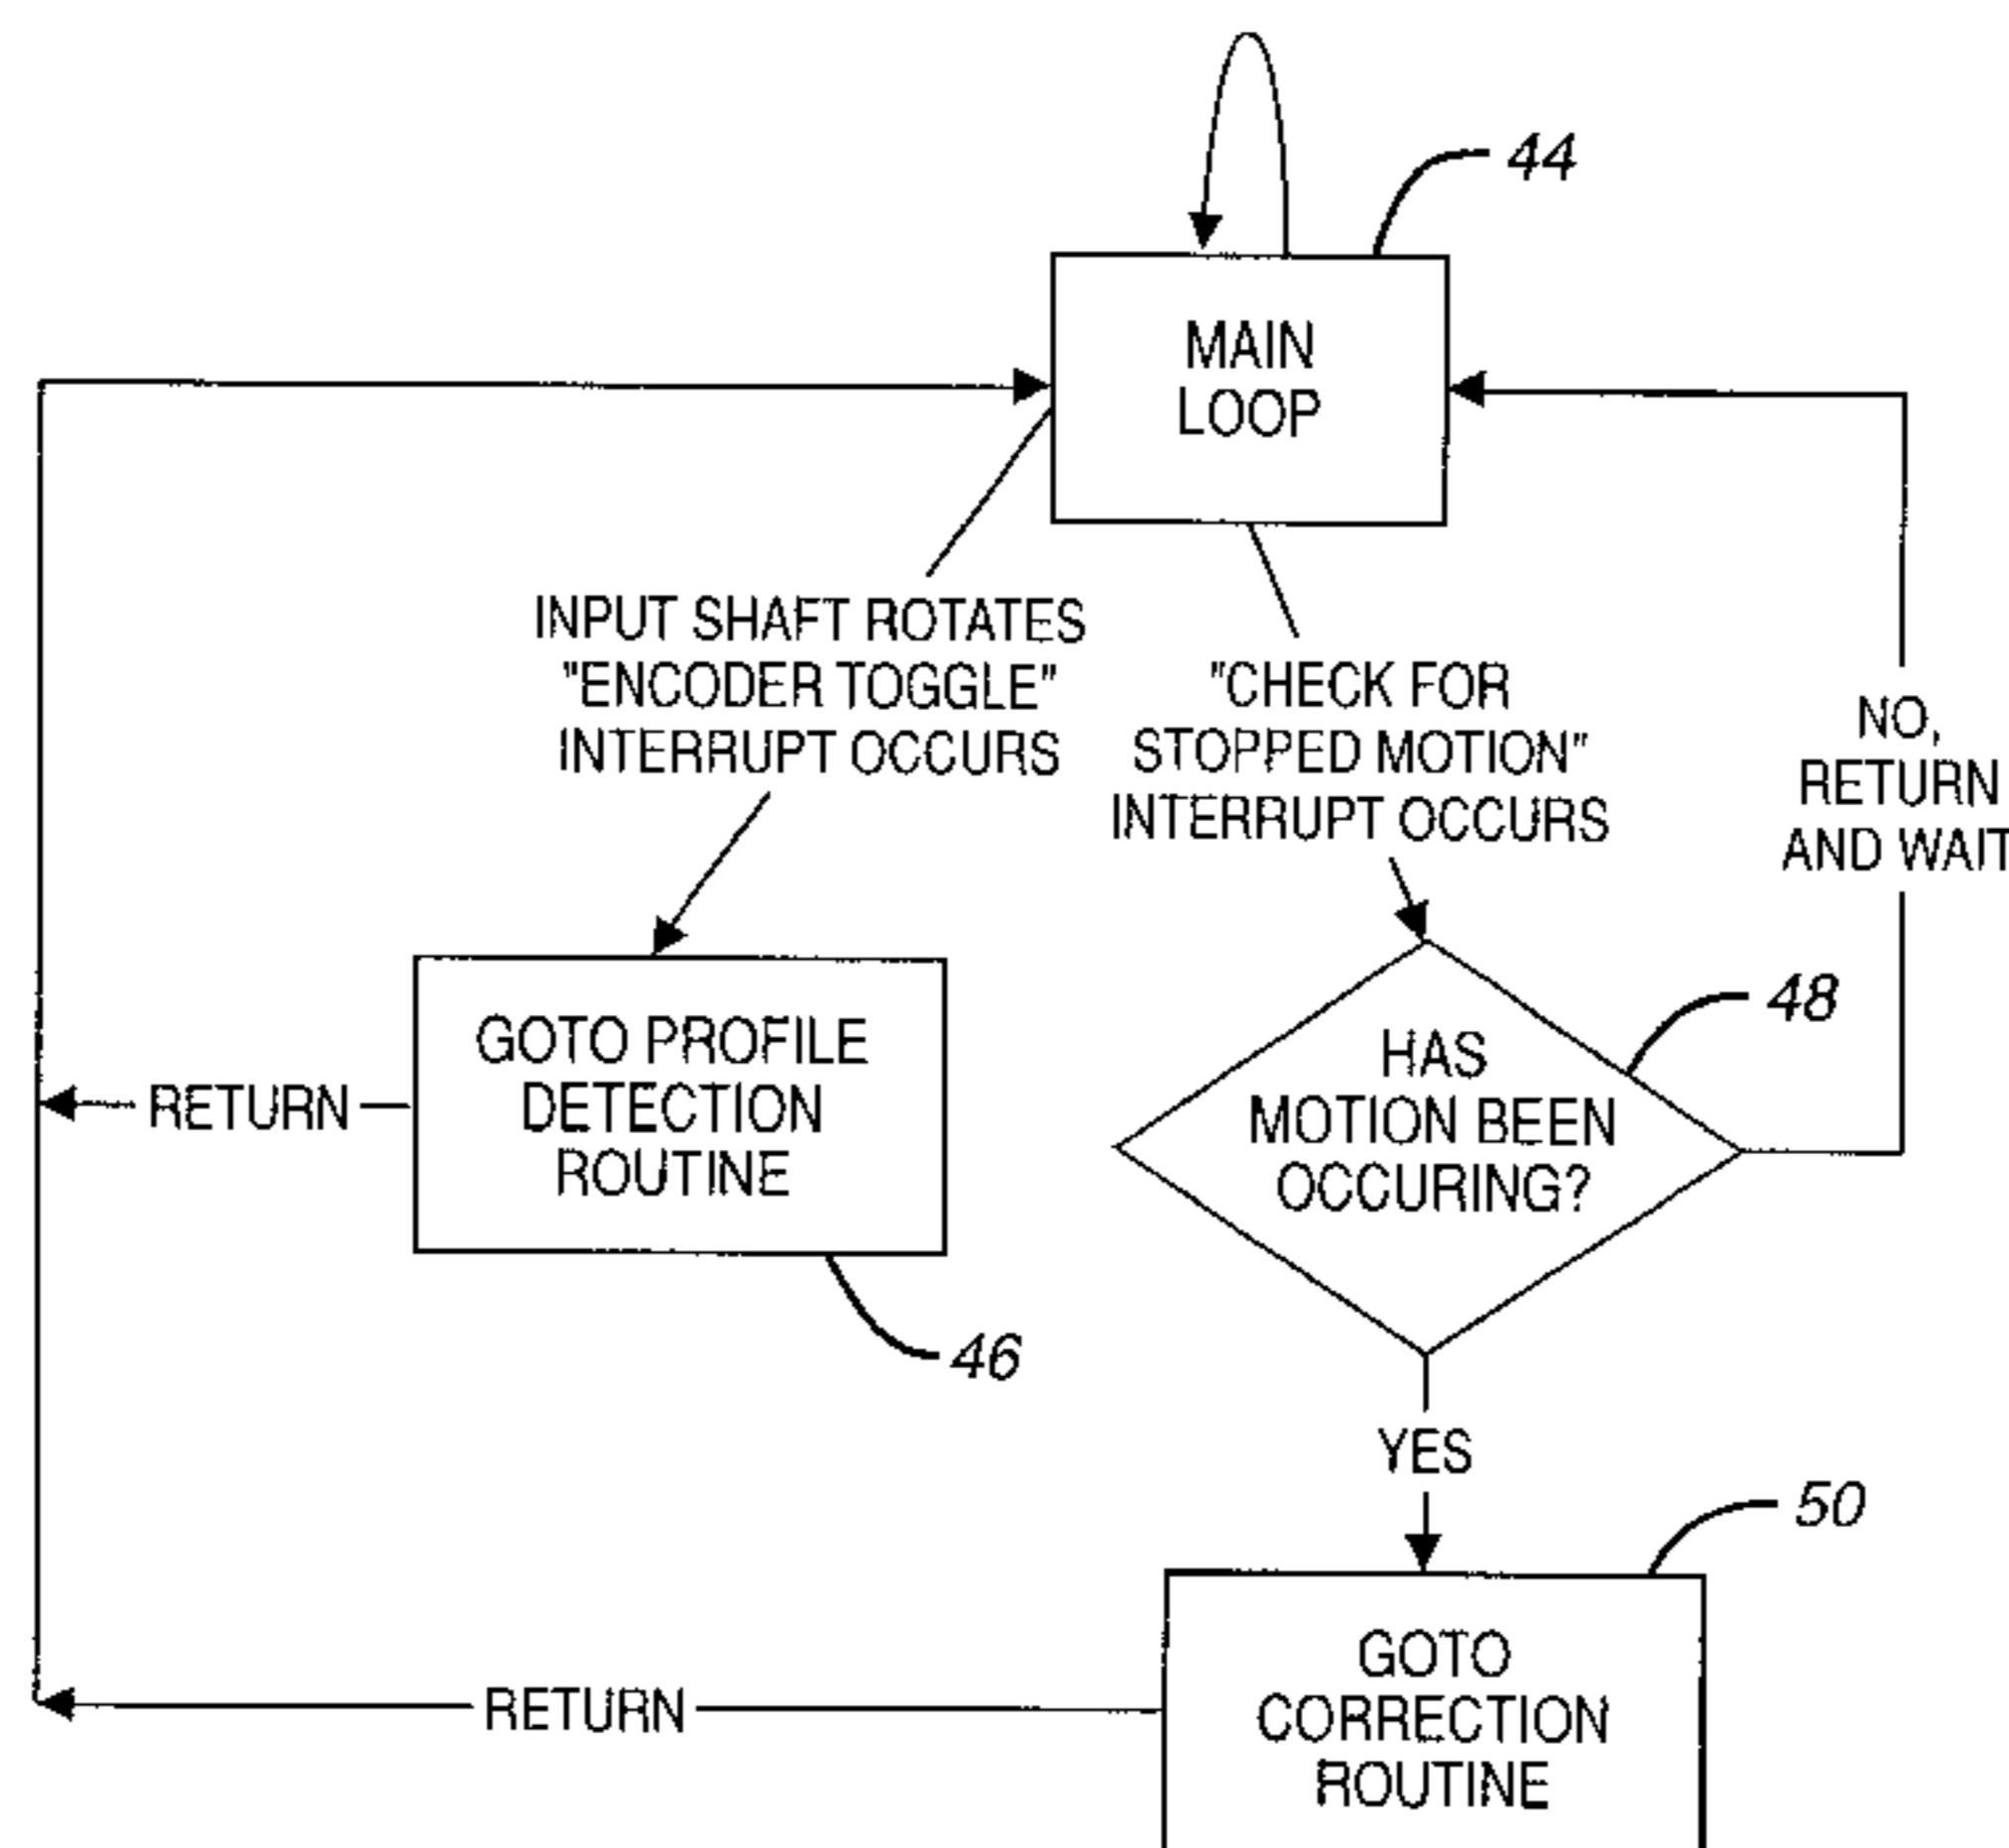 44
MAIN
LOOP
INPUT SHAFT ROTATES
"ENCODER TOGGLE"
INTERRUPT OCCURS
"CHECK FOR
STOPPED MOTION"
INTERRUPT OCCURS
NO,
RETURN
AND WAIT
GOTO PROFILE
DETECTION
ROUTINE
RETURN
46
48
HAS
MOTION BEEN
OCCURING?
YES
50
GOTO
CORRECTION
ROUTINE
RETURN